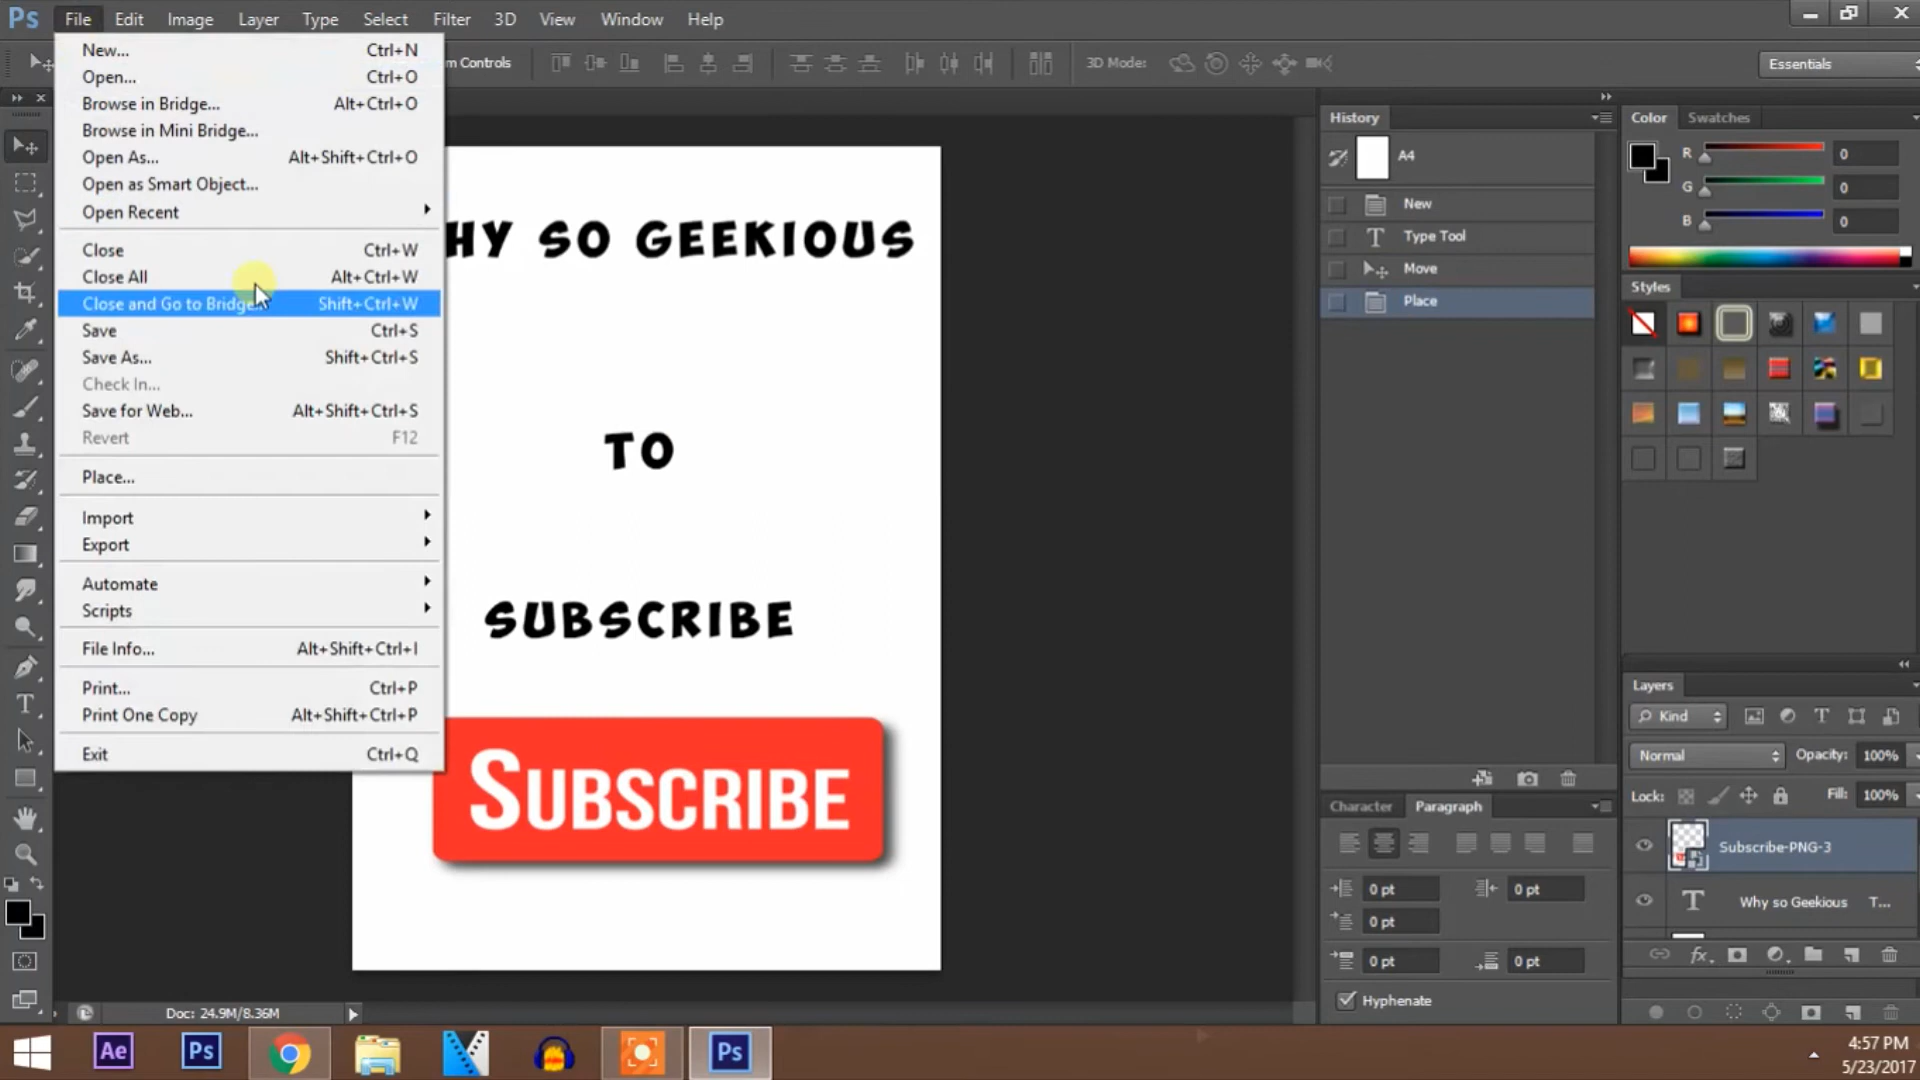 Ps File Edit Image Layer Type Select Filter 3D View Window Help
New... Ctrl+N
Open... Ctrl+O
Browse in Bridge... Alt+Ctrl+O
Browse in Mini Bridge...
Open As... Alt+Shift+Ctrl+O
Open as Smart Object...
Open Recent
Close Ctrl+W
Close All Alt+Ctrl+W
Close and Go to Bridge... Shift+Ctrl+W
Save Ctrl+S
Save As... Shift+Ctrl+S
Check In...
Save for Web... Alt+Shift+Ctrl+S
Revert F12
Place...
Import
Export
Automate
Scripts
File Info... Alt+Shift+Ctrl+I
Print... Ctrl+P
Print One Copy Alt+Shift+Ctrl+P
Exit Ctrl+Q
m Controls
3D Mode:
Essentials
HY SO GEEKIOUS
TO
SUBSCRIBE
SUBSCRIBE
History
A4
New
Type Tool
Move
Place
Color Swatches
R 0
G 0
B 0
Styles
Character Paragraph
0 pt 0 pt
0 pt
0 pt 0 pt
Hyphenate
Layers
Kind
Normal Opacity: 100%
Lock: Fill: 100%
Subscribe-PNG-3
T Why so Geekious T...
fx
Doc: 24.9M/8.36M
Ae Ps Ps
4:57 PM
5/23/2017